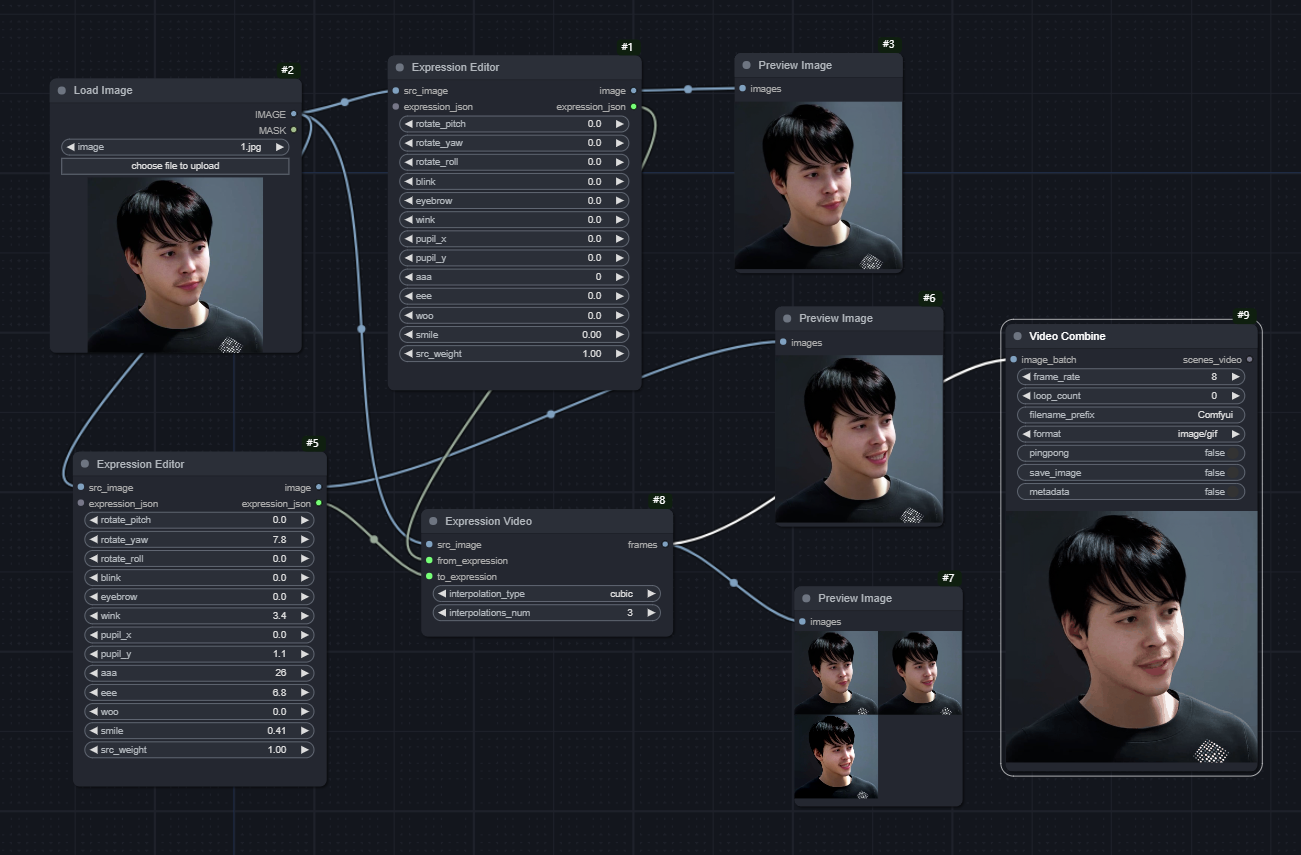 #2
Load Image
IMAGE
MASK
image 1.jpg
choose file to upload
#1
Expression Editor
src_image image
expression_json expression_json
rotate_pitch 0.0
rotate_yaw 0.0
rotate_roll 0.0
blink 0.0
eyebrow 0.0
wink 0.0
pupil_x 0.0
pupil_y 0.0
aaa 0
eee 0.0
woo 0.0
smile 0.00
src_weight 1.00
#3
Preview Image
images
#6
Preview Image
images
#9
Video Combine
image_batch scenes_video
frame_rate 8
loop_count 0
filename_prefix Comfyui
format image/gif
pingpong false
save_image false
metadata false
#5
Expression Editor
src_image image
expression_json expression_json
rotate_pitch 0.0
rotate_yaw 7.8
rotate_roll 0.0
blink 0.0
eyebrow 0.0
wink 3.4
pupil_x 0.0
pupil_y 1.1
aaa 26
eee 6.8
woo 0.0
smile 0.41
src_weight 1.00
#8
Expression Video
src_image frames
from_expression
to_expression
interpolation_type cubic
interpolations_num 3
#7
Preview Image
images